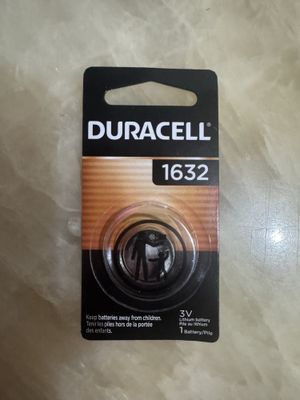 DURACELL®
1632
Keep batteries away from children.
Tenir les piles hors de la portée
des enfants.
3V
Lithium battery
Pile au lithium
1 Battery/Pile